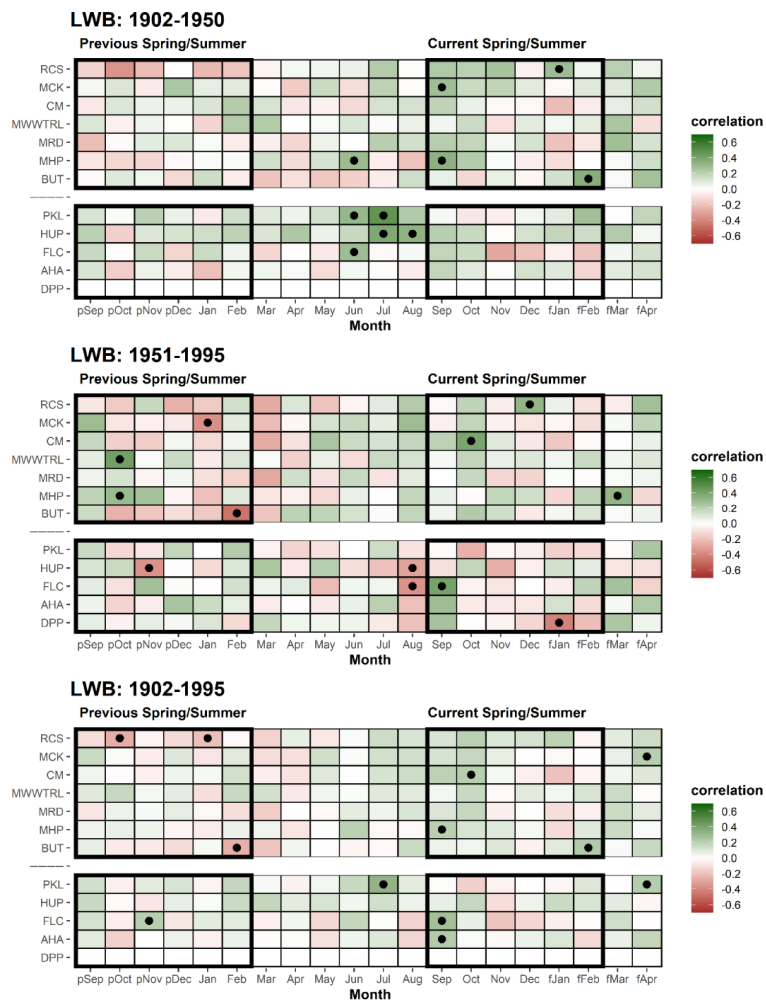 LWB: 1902-1950
Previous Spring/Summer Current Spring/Summer
RCS
MCK
CM
MWWTRL
MRD
MHP
BUT
————
PKL
HUP
FLC
AHA
DPP
pSep pOct pNov pDec Jan Feb Mar Apr May Jun Jul Aug Sep Oct Nov Dec fJan fFeb fMar fApr
Month
correlation
0.6
0.4
0.2
0.0
-0.2
-0.4
-0.6
LWB: 1951-1995
Previous Spring/Summer Current Spring/Summer
RCS
MCK
CM
MWWTRL
MRD
MHP
BUT
————
PKL
HUP
FLC
AHA
DPP
pSep pOct pNov pDec Jan Feb Mar Apr May Jun Jul Aug Sep Oct Nov Dec fJan fFeb fMar fApr
Month
correlation
0.6
0.4
0.2
0.0
-0.2
-0.4
-0.6
LWB: 1902-1995
Previous Spring/Summer Current Spring/Summer
RCS
MCK
CM
MWWTRL
MRD
MHP
BUT
————
PKL
HUP
FLC
AHA
DPP
pSep pOct pNov pDec Jan Feb Mar Apr May Jun Jul Aug Sep Oct Nov Dec fJan fFeb fMar fApr
Month
correlation
0.6
0.4
0.2
0.0
-0.2
-0.4
-0.6